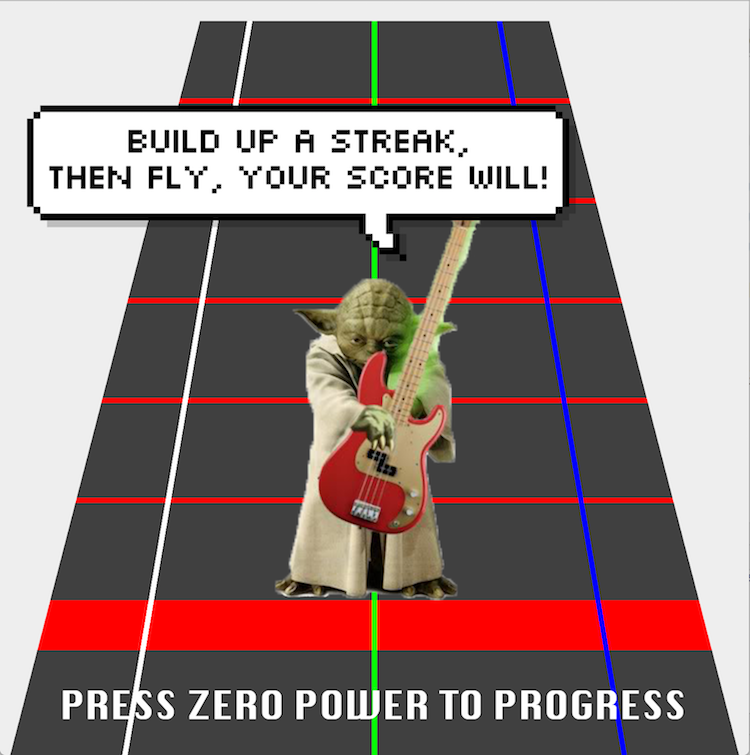 BUILD UP A STREAK,
THEN FLY, YOUR SCORE WILL!
PRESS ZERO POWER TO PROGRESS